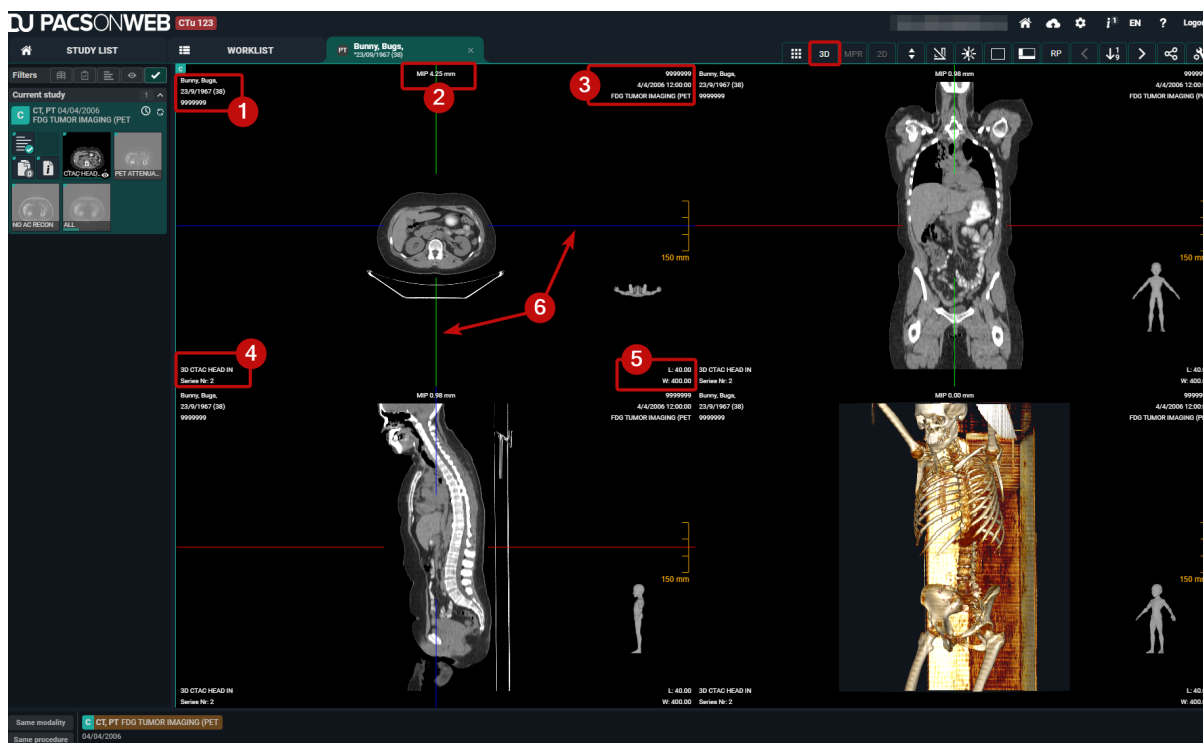 PACSONWEB CTu 123
i1 EN ? Logou
STUDY LIST
WORKLIST
PT Bunny, Bugs,
*23/09/1967 (38)
×
3D MPR 2D RP
Filters
Current study 1
C CT, PT 04/04/2006
FDG TUMOR IMAGING (PET
CTAC HEAD...
PET ATTENUA...
NO AC RECON
ALL
C
Bunny, Bugs,
23/9/1967 (38)
9999999
1
MIP 4.25 mm
2
3
9999999
4/4/2006 12:00:00
FDG TUMOR IMAGING (PET
150 mm
6
4
3D CTAC HEAD IN
Series Nr: 2
5
L: 40.00
W: 400.00
Bunny, Bugs,
23/9/1967 (38)
9999999
MIP 0.98 mm
99999
4/4/2006 12:00:0
FDG TUMOR IMAGING (P
150 mm
3D CTAC HEAD IN
Series Nr: 2
L: 40.0
W: 400.0
Bunny, Bugs,
23/9/1967 (38)
9999999
MIP 0.98 mm
9999999
4/4/2006 12:00:00
FDG TUMOR IMAGING (PET
150 mm
3D CTAC HEAD IN
Series Nr: 2
L: 40.00
W: 400.00
Bunny, Bugs,
23/9/1967 (38)
9999999
MIP 0.00 mm
99999
4/4/2006 12:00:0
FDG TUMOR IMAGING (P
150 mm
3D CTAC HEAD IN
Series Nr: 2
L: 40.0
W: 400.0
Same modality
Same procedure
C CT, PT FDG TUMOR IMAGING (PET
04/04/2006